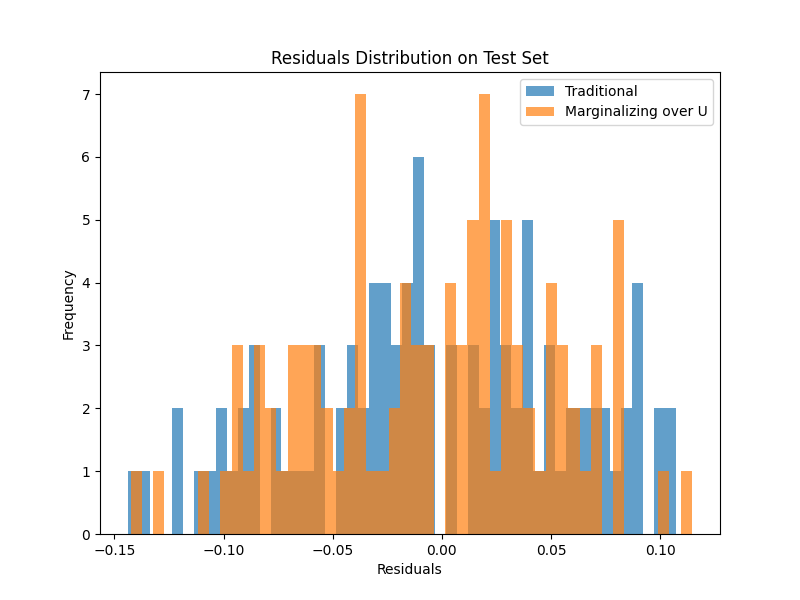 Residuals Distribution on Test Set
Traditional
Marginalizing over U
7
6
5
4
3
2
1
0
Frequency
−0.15
−0.10
−0.05
0.00
0.05
0.10
Residuals